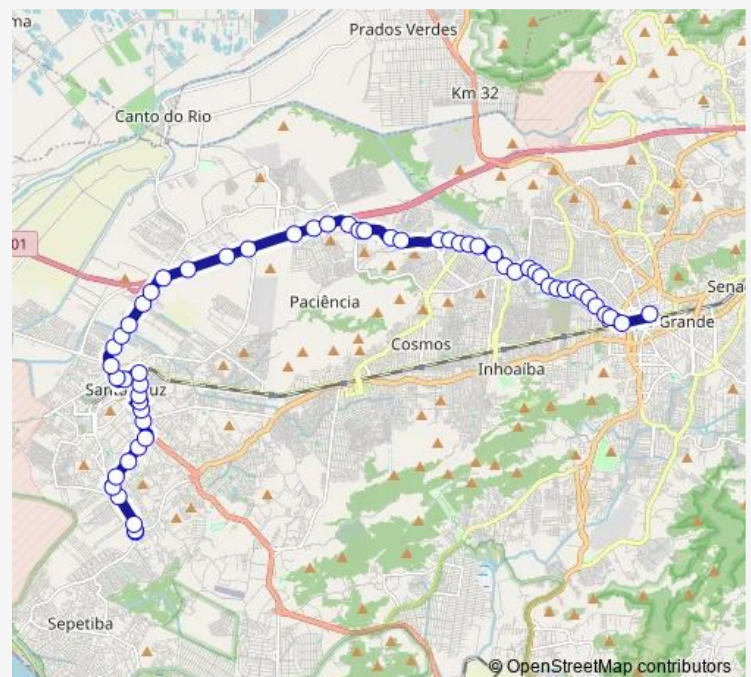 ma
Prados Verdes
Km 32
Canto do Rio
01
Paciência
Sena
Grande
Cosmos
Inhoaíba
Santa Cruz
Sepetiba
© OpenStreetMap contributors